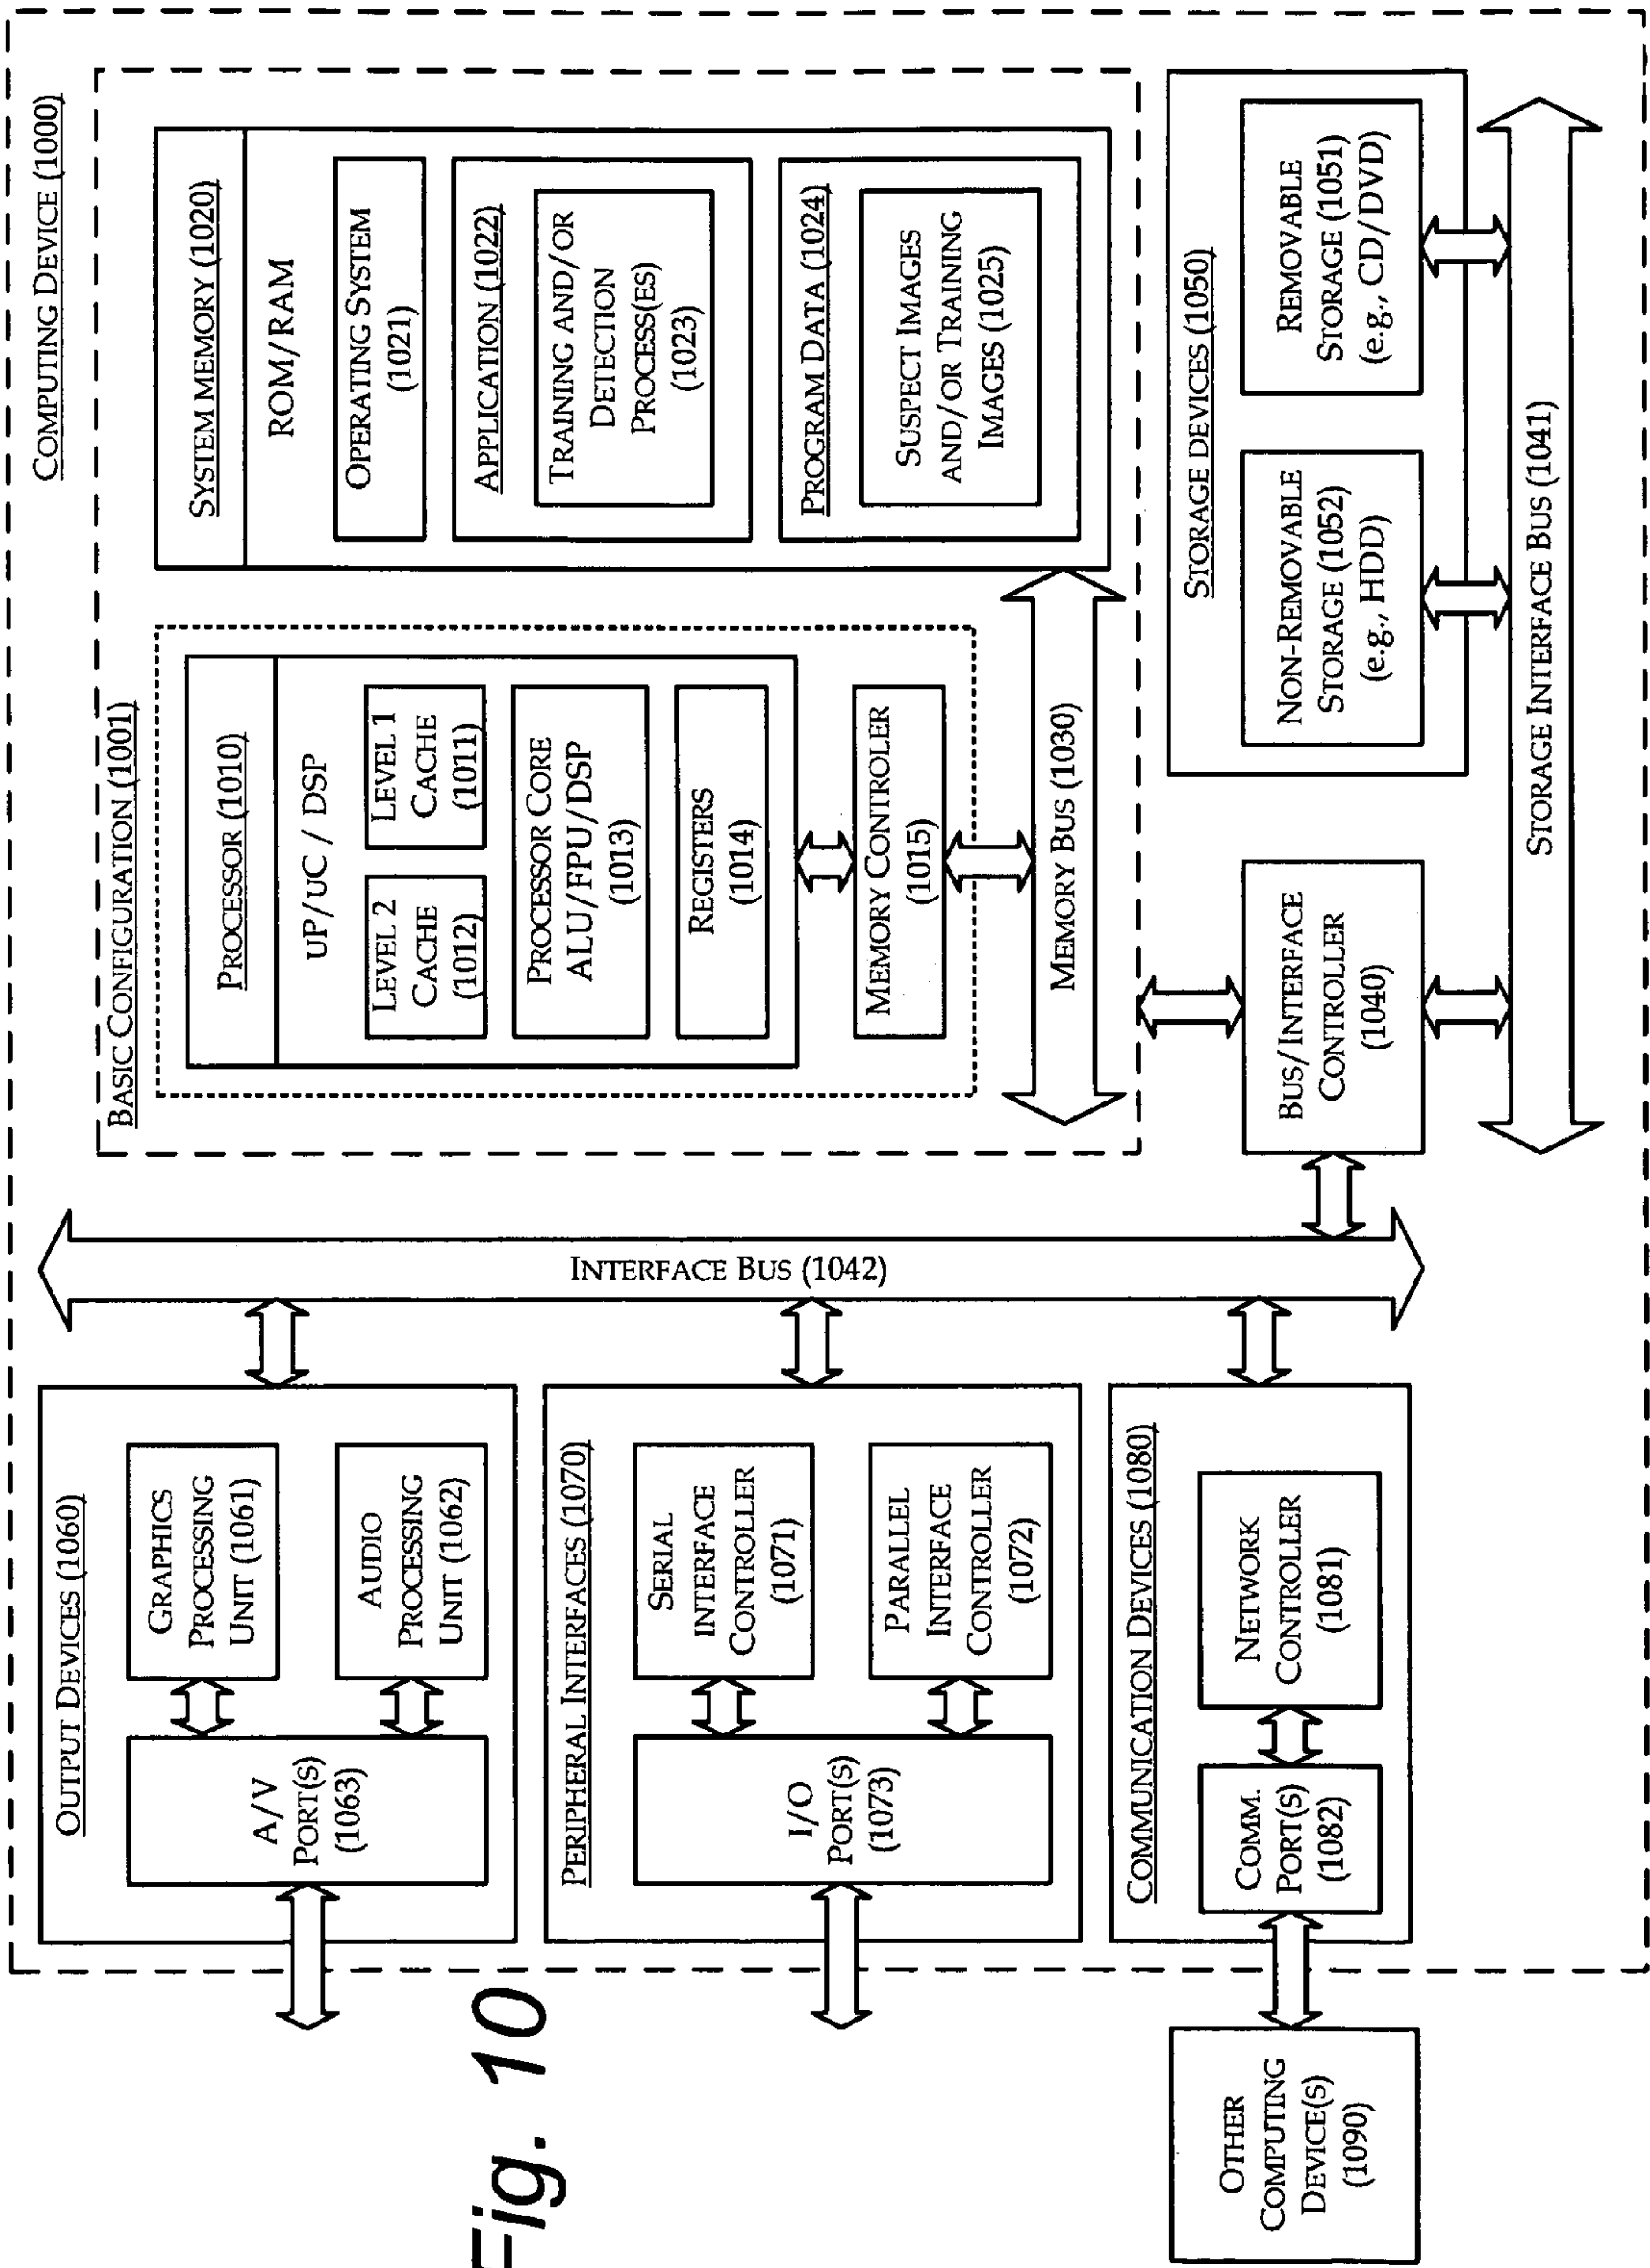 COMPUTING DEVICE (1000)
BASIC CONFIGURATION (1001)
PROCESSOR (1010)
UP/UC / DSP
LEVEL 2
CACHE
(1012)
LEVEL 1
CACHE
(1011)
PROCESSOR CORE
ALU/FPU/DSP
(1013)
REGISTERS
(1014)
MEMORY CONTROLLER
(1015)
MEMORY BUS (1030)
SYSTEM MEMORY (1020)
ROM/RAM
OPERATING SYSTEM
(1021)
APPLICATION (1022)
TRAINING AND/OR
DETECTION
PROCESS(ES)
(1023)
PROGRAM DATA (1024)
SUSPECT IMAGES
AND/OR TRAINING
IMAGES (1025)
OUTPUT DEVICES (1060)
A/V
PORT(S)
(1063)
GRAPHICS
PROCESSING
UNIT (1061)
AUDIO
PROCESSING
UNIT (1062)
INTERFACE BUS (1042)
PERIPHERAL INTERFACES (1070)
I/O
PORT(S)
(1073)
SERIAL
INTERFACE
CONTROLLER
(1071)
PARALLEL
INTERFACE
CONTROLLER
(1072)
COMMUNICATION DEVICES (1080)
COMM.
PORT(S)
(1082)
NETWORK
CONTROLLER
(1081)
OTHER
COMPUTING
DEVICE(S)
(1090)
BUS/INTERFACE
CONTROLLER
(1040)
STORAGE DEVICES (1050)
NON-REMOVABLE
STORAGE (1052)
(e.g., HDD)
REMOVABLE
STORAGE (1051)
(e.g., CD/DVD)
STORAGE INTERFACE BUS (1041)
Fig. 10